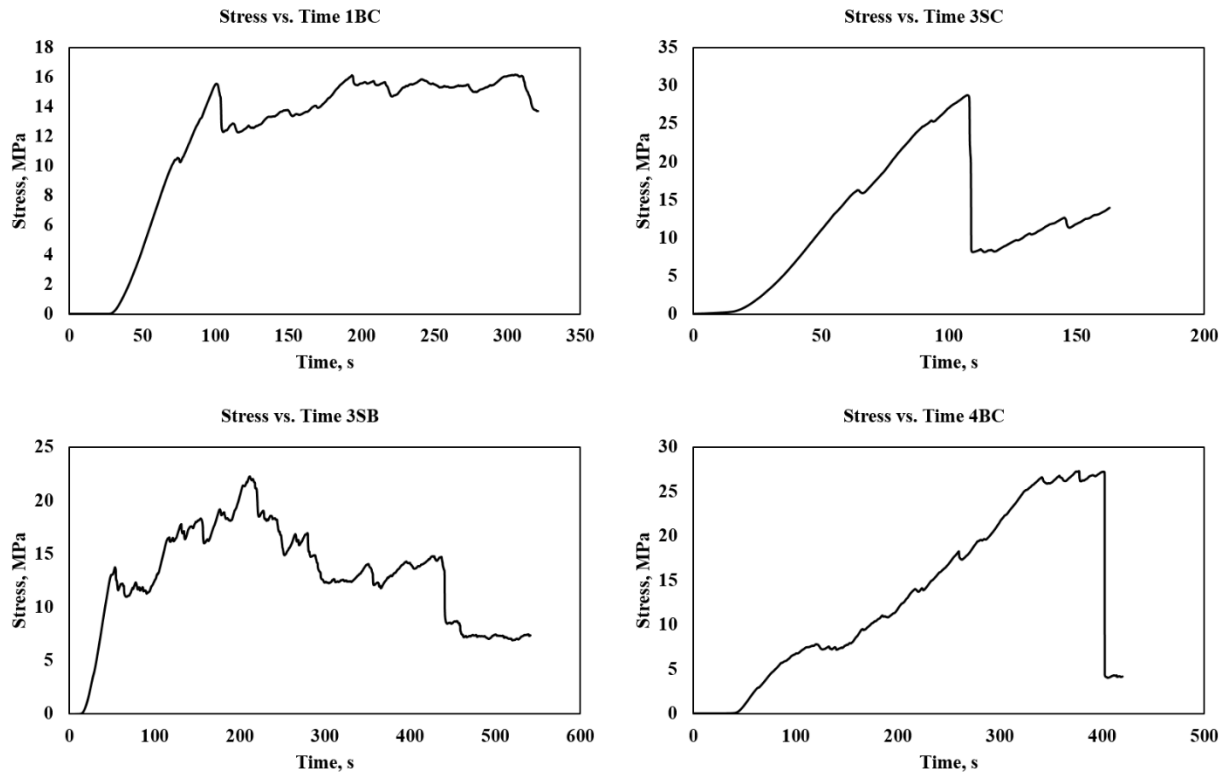 Stress vs. Time 1BC
Stress, MPa
18
16
14
12
10
8
6
4
2
0
0 50 100 150 200 250 300 350
Time, s
Stress vs. Time 3SC
Stress, MPa
35
30
25
20
15
10
5
0
0 50 100 150 200
Time, s
Stress vs. Time 3SB
Stress, MPa
25
20
15
10
5
0
0 100 200 300 400 500 600
Time, s
Stress vs. Time 4BC
Stress, MPa
30
25
20
15
10
5
0
0 100 200 300 400 500
Time, s